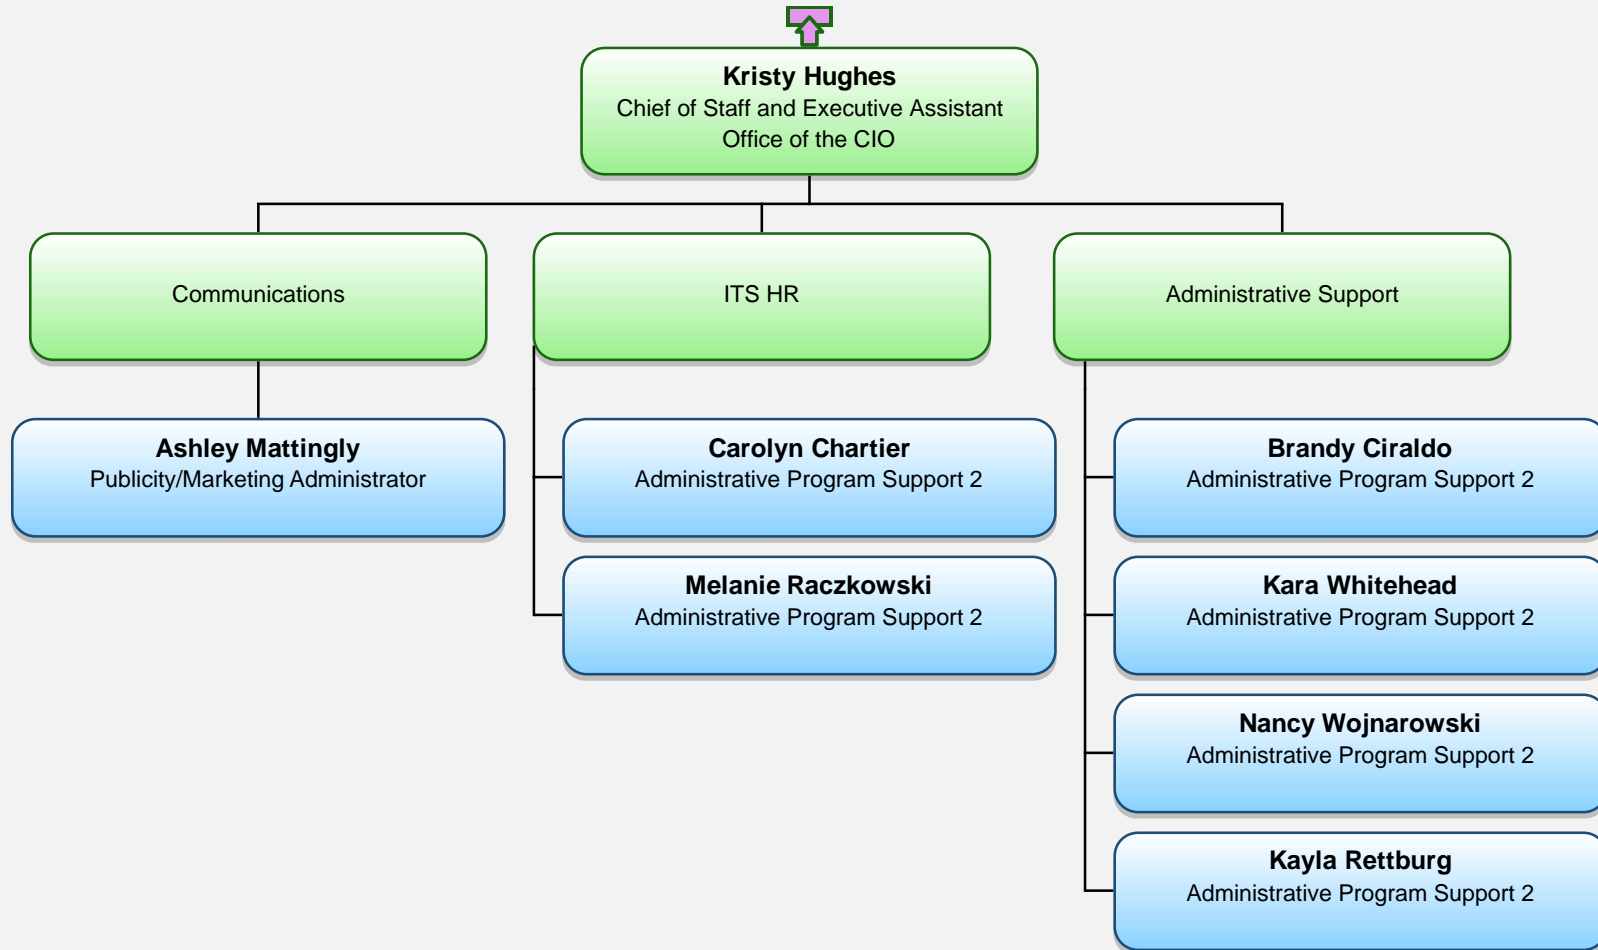 Kristy Hughes
Chief of Staff and Executive Assistant
Office of the CIO
Communications
ITS HR
Administrative Support
Ashley Mattingly
Publicity/Marketing Administrator
Carolyn Chartier
Administrative Program Support 2
Melanie Raczkowski
Administrative Program Support 2
Brandy Ciraldo
Administrative Program Support 2
Kara Whitehead
Administrative Program Support 2
Nancy Wojnarowski
Administrative Program Support 2
Kayla Rettburg
Administrative Program Support 2